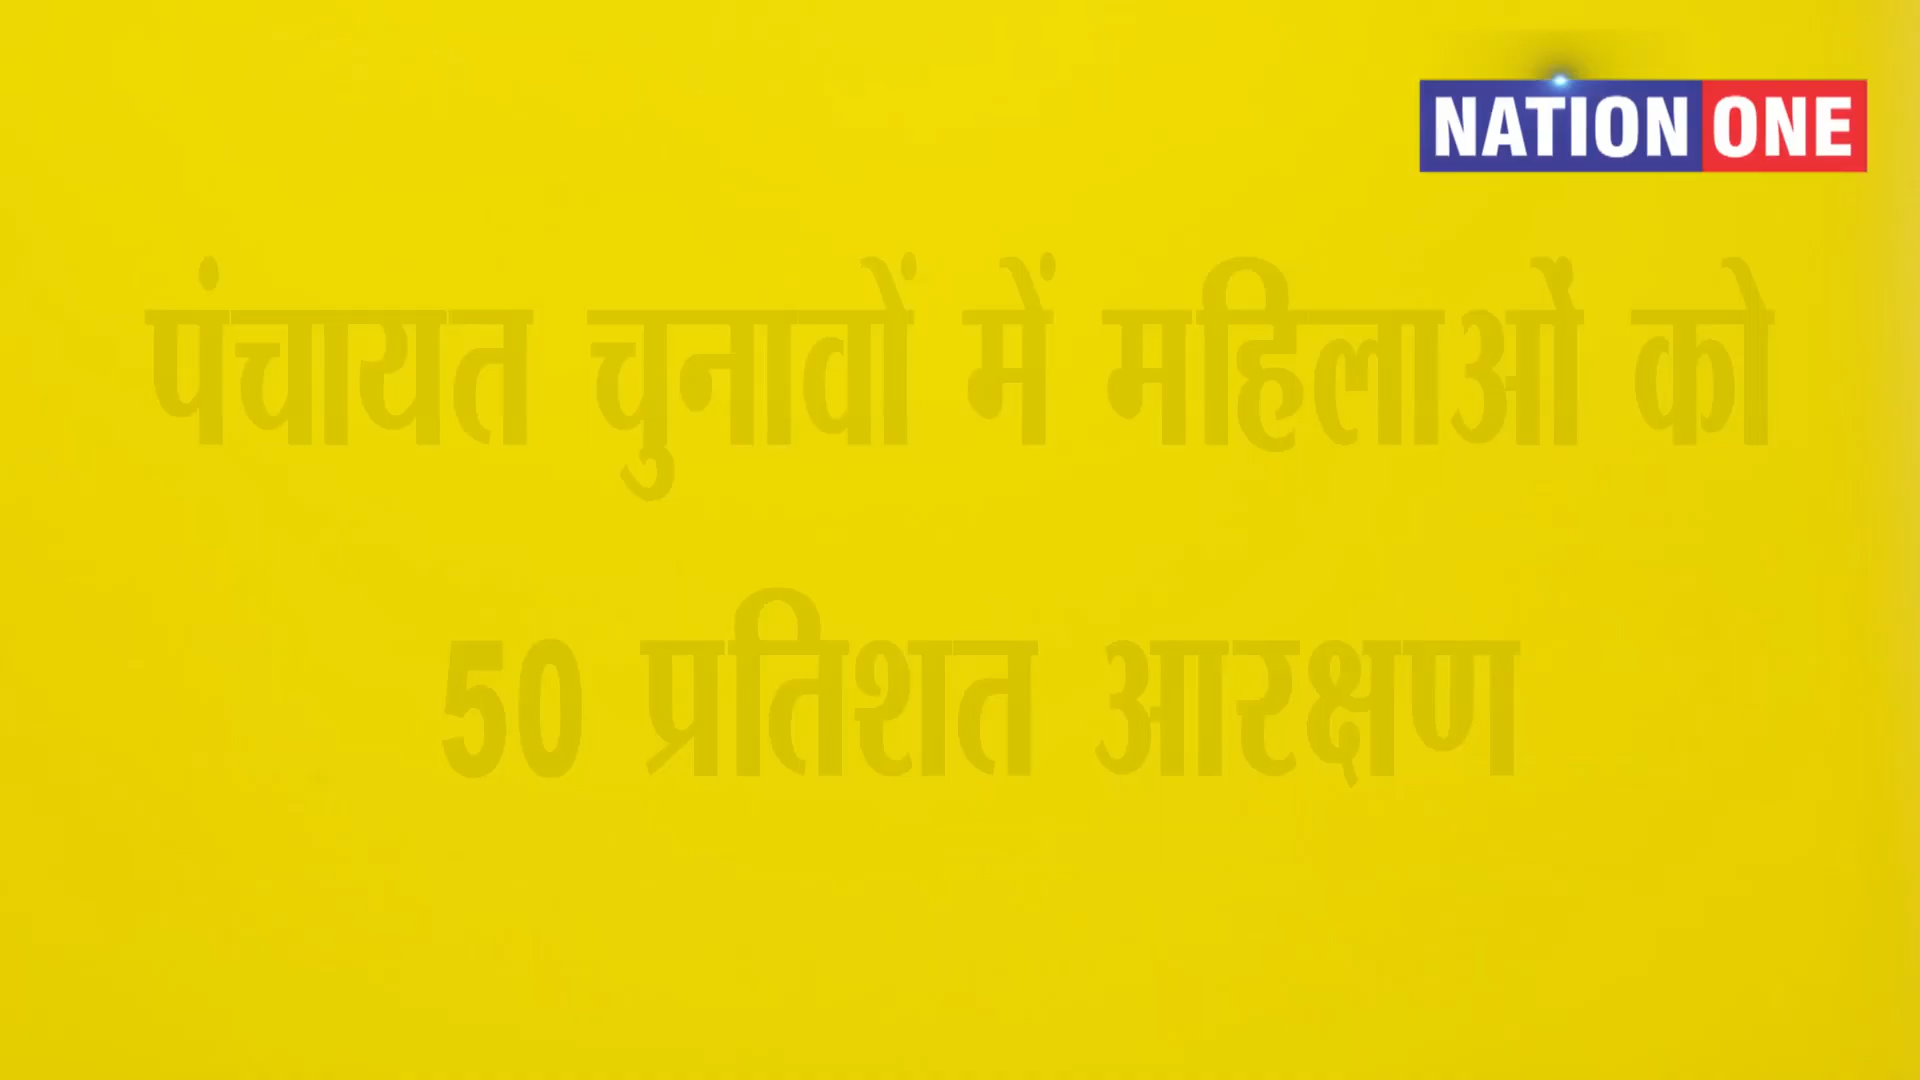 NATION ONE
पंचायत चुनावों में महिलाओं को
50 प्रतिशत आरक्षण